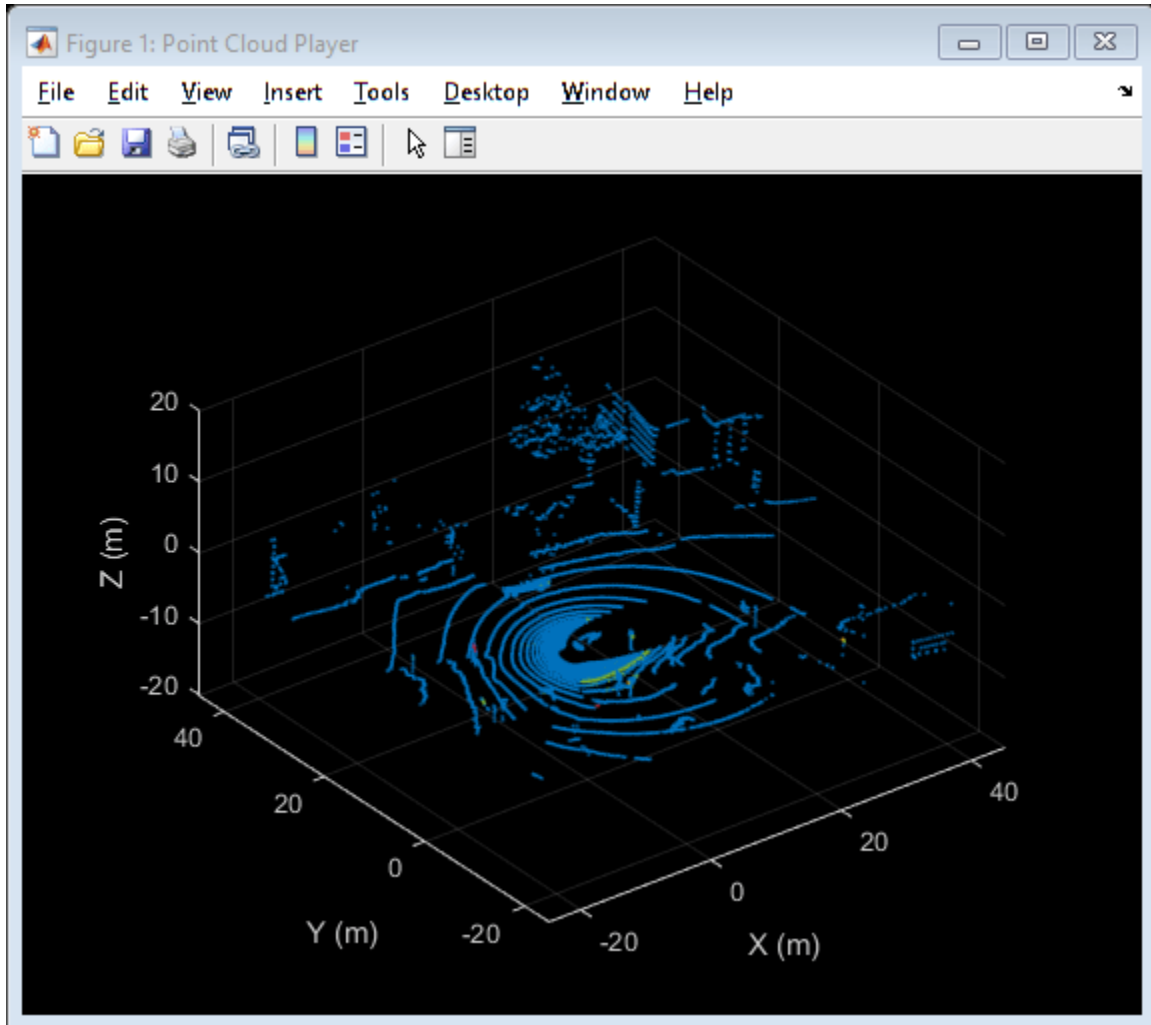 Figure 1: Point Cloud Player
File Edit View Insert Tools Desktop Window Help
20
10
0
-10
-20
Z (m)
40
20
0
-20
Y (m)
-20
0
20
40
X (m)